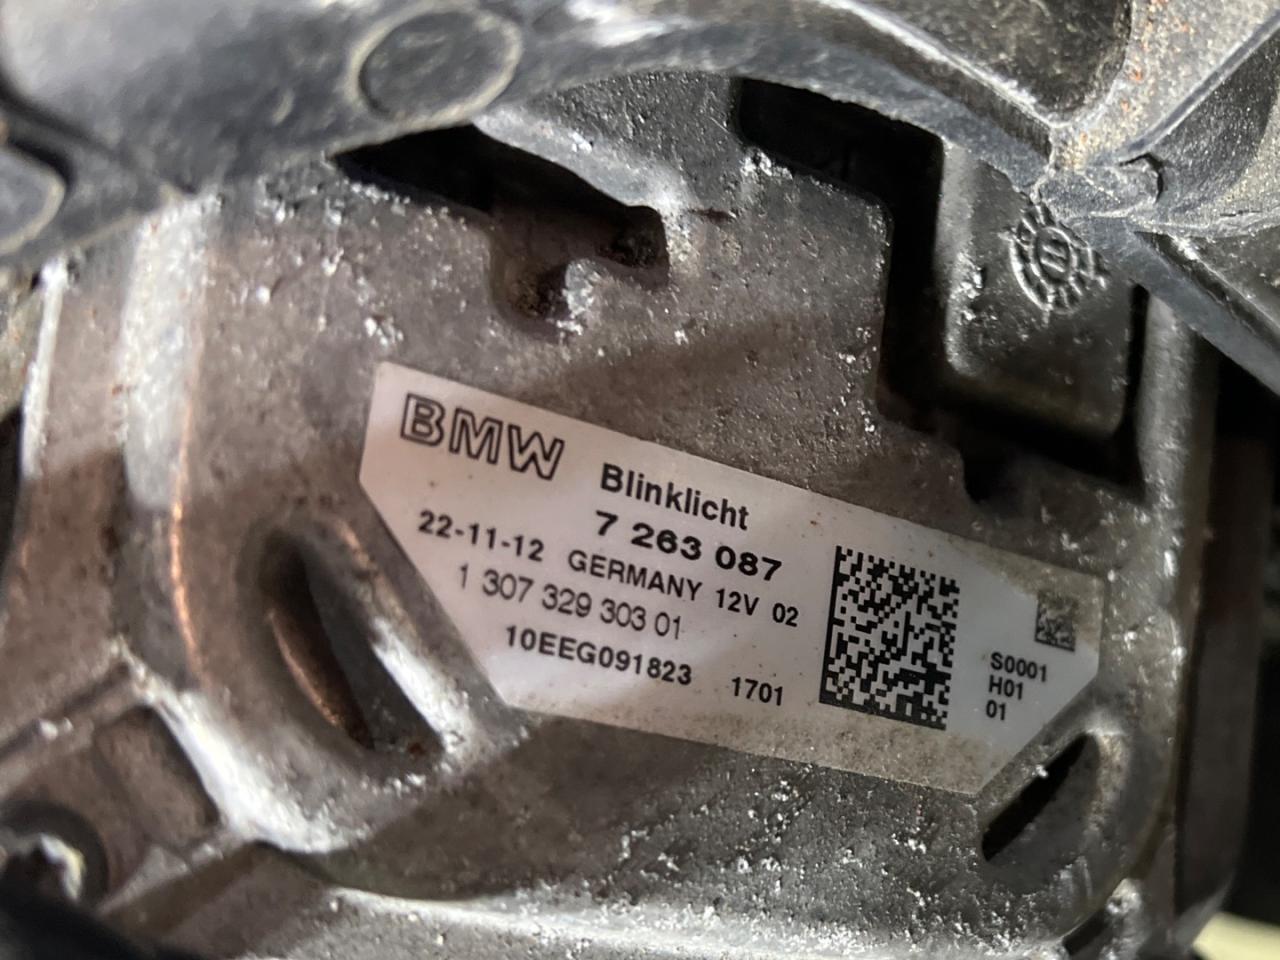 BMW Blinklicht
7 263 087
22-11-12 GERMANY 12V 02
1 307 329 303 01
10EEG091823 1701
S0001
H01
01